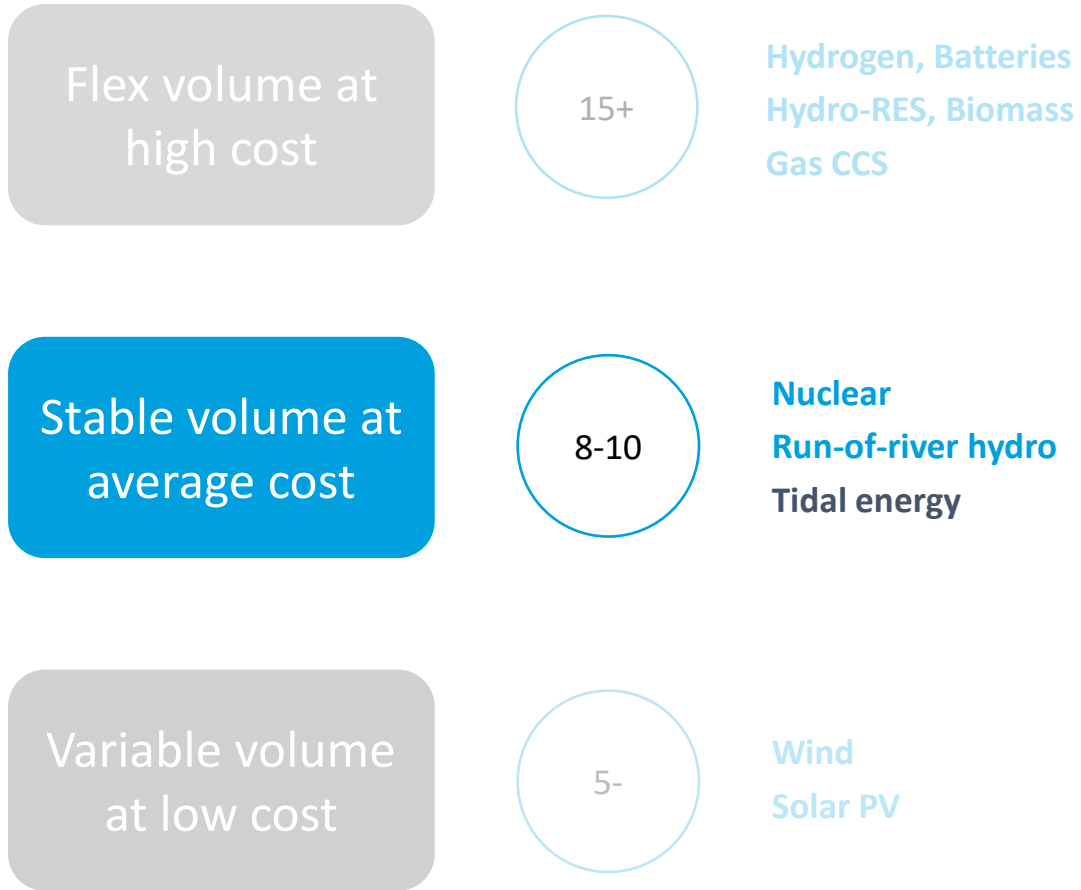 Flex volume at
high cost
15+
Hydrogen, Batteries
Hydro-RES, Biomass
Gas CCS
Stable volume at
average cost
8-10
Nuclear
Run-of-river hydro
Tidal energy
Variable volume
at low cost
5-
Wind
Solar PV